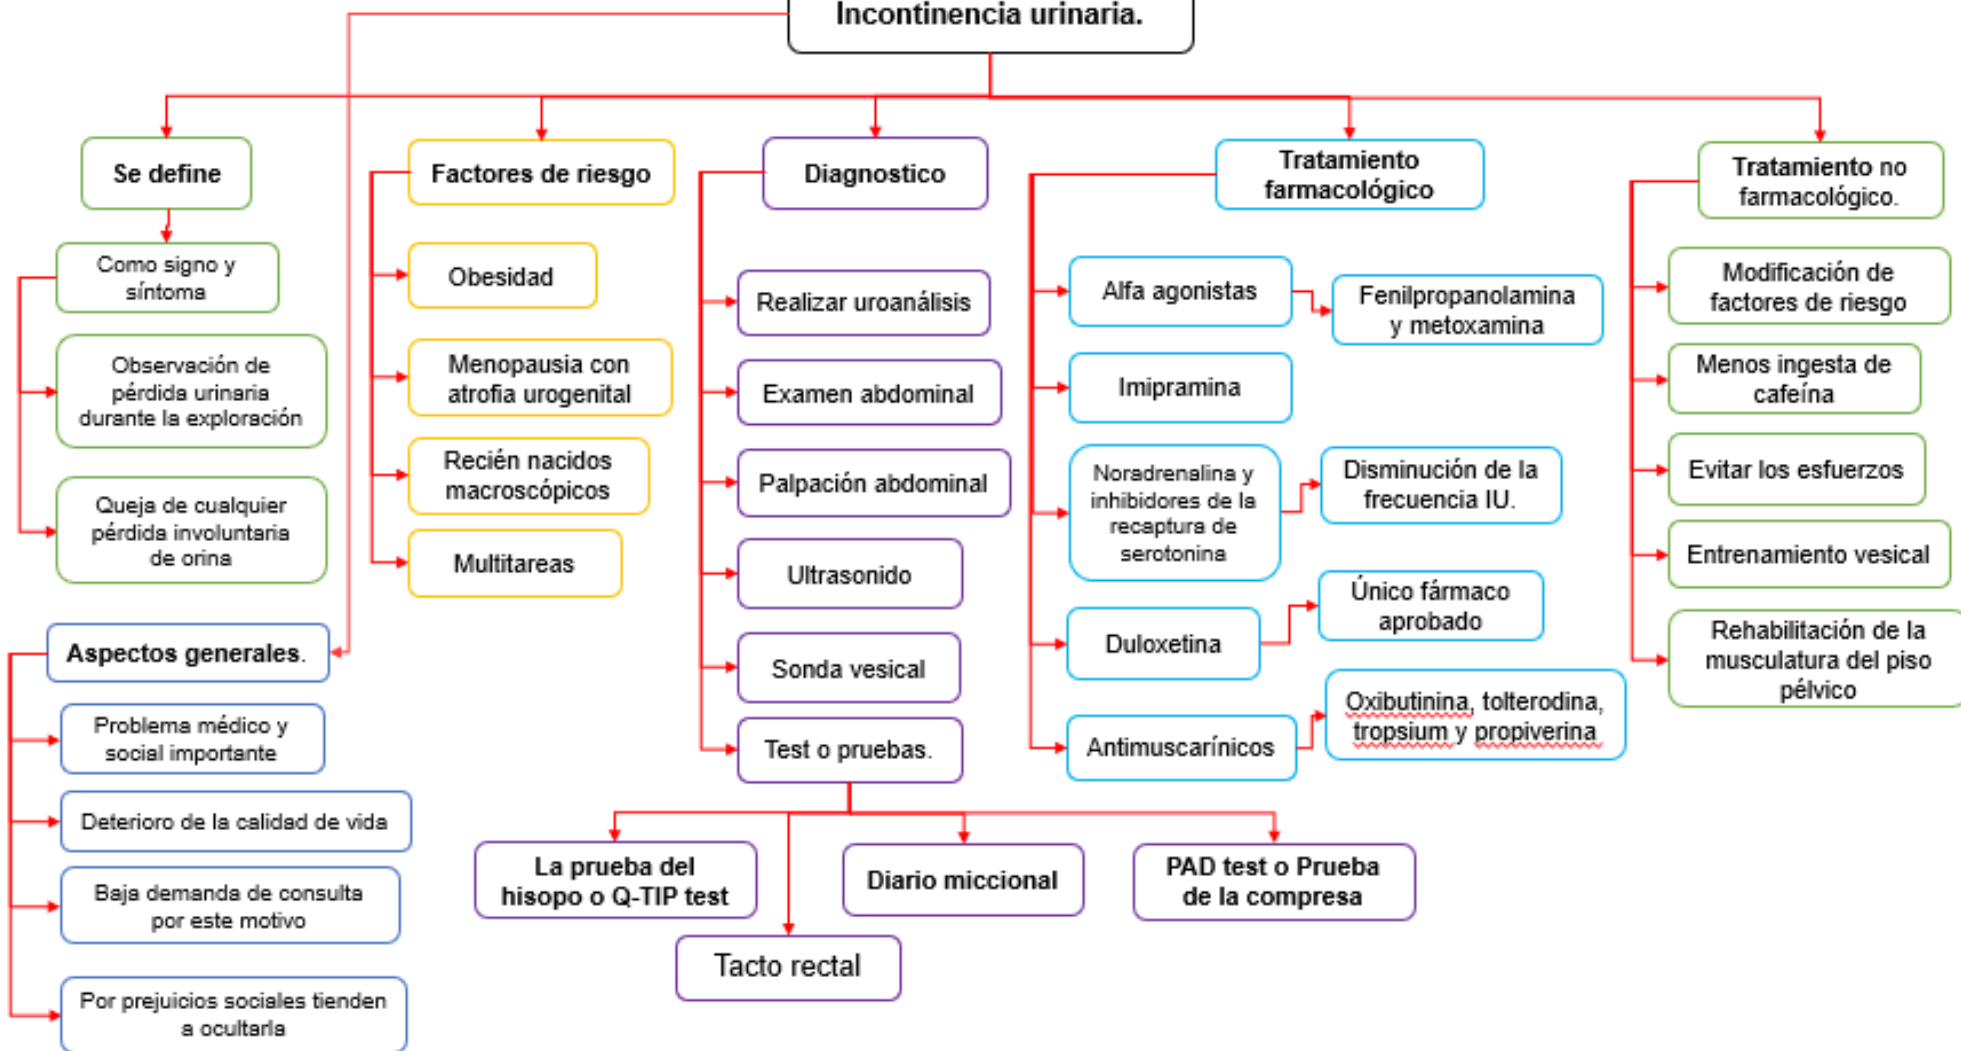 Incontinencia urinaria.
Se define
Como signo y
síntoma
Observación de
pérdida urinaria
durante la exploración
Queja de cualquier
pérdida involuntaria
de orina
Aspectos generales.
Problema médico y
social importante
Deterioro de la calidad de vida
Baja demanda de consulta
por este motivo
Por prejuicios sociales tienden
a ocultarla
Factores de riesgo
Obesidad
Menopausia con
atrofia urogenital
Recién nacidos
macroscópicos
Multitareas
Diagnostico
Realizar uroanálisis
Examen abdominal
Palpación abdominal
Ultrasonido
Sonda vesical
Test o pruebas.
La prueba del
hisopo o Q-TIP test
Tacto rectal
Diario miccional
PAD test o Prueba
de la compresa
Tratamiento
farmacológico
Alfa agonistas
Fenilpropanolamina
y metoxamina
Imipramina
Noradrenalina y
inhibidores de la
recaptura de
serotonina
Disminución de la
frecuencia IU.
Duloxetina
Único fármaco
aprobado
Antimuscarínicos
Oxibutinina, tolterodina,
tropsium y propiverina
Tratamiento no
farmacológico.
Modificación de
factores de riesgo
Menos ingesta de
cafeína
Evitar los esfuerzos
Entrenamiento vesical
Rehabilitación de la
musculatura del piso
pélvico